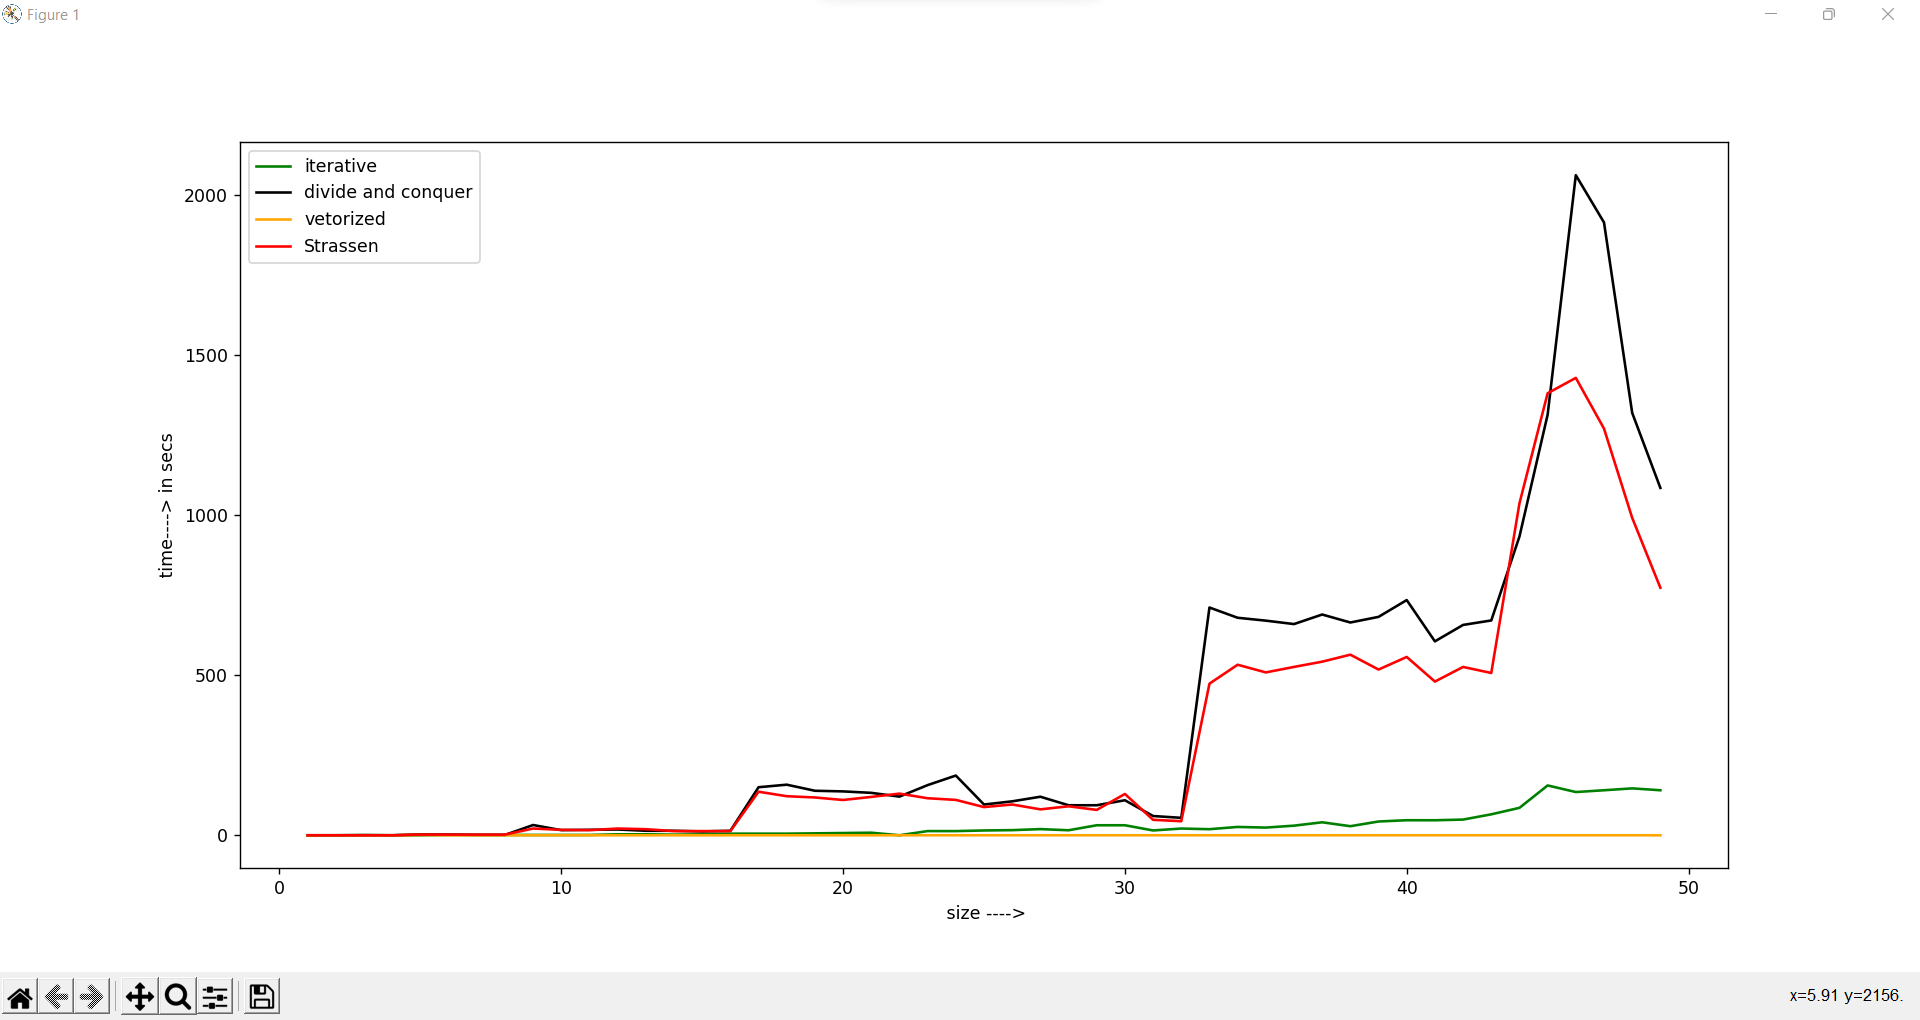 Figure 1
iterative
divide and conquer
vetorized
Strassen
2000
1500
1000
500
0
time----> in secs
0 10 20 30 40 50
size ---->
x=5.91 y=2156.